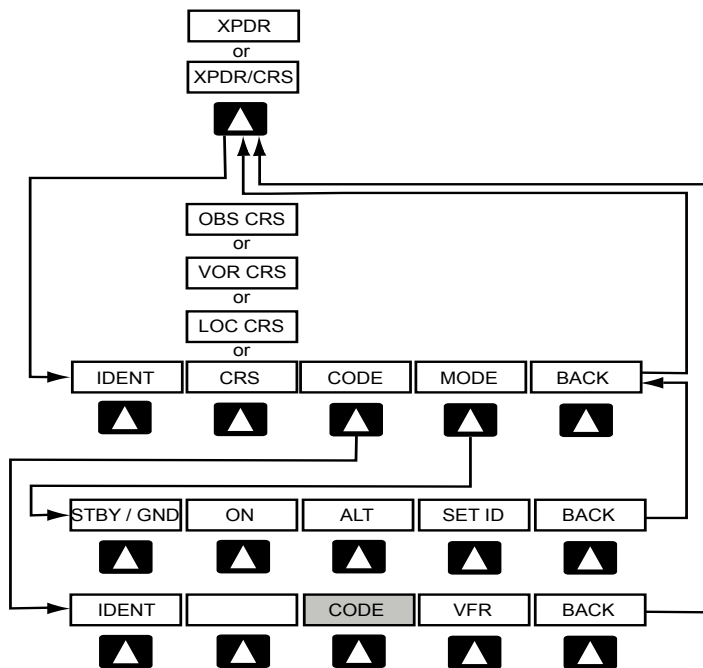 XPDR
or
XPDR/CRS
OBS CRS
or
VOR CRS
or
LOC CRS
or
IDENT CRS CODE MODE BACK
STBY / GND ON ALT SET ID BACK
IDENT CODE VFR BACK